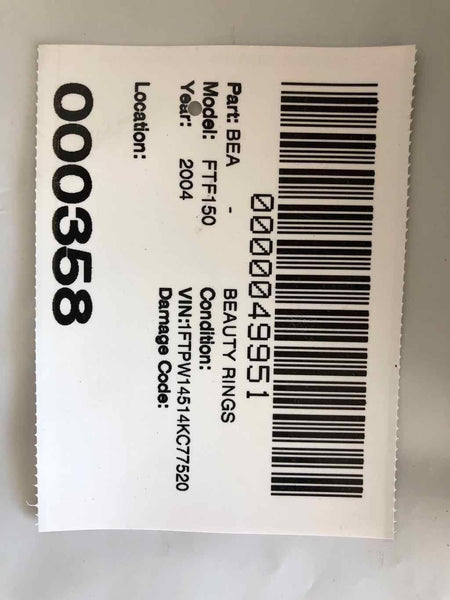 0000049951
Part: BEA - BEAUTY RINGS
Model: FTF150 Condition:
Year: 2004 VIN:1FTPW14514KC77520
Damage Code:
Location:
000358